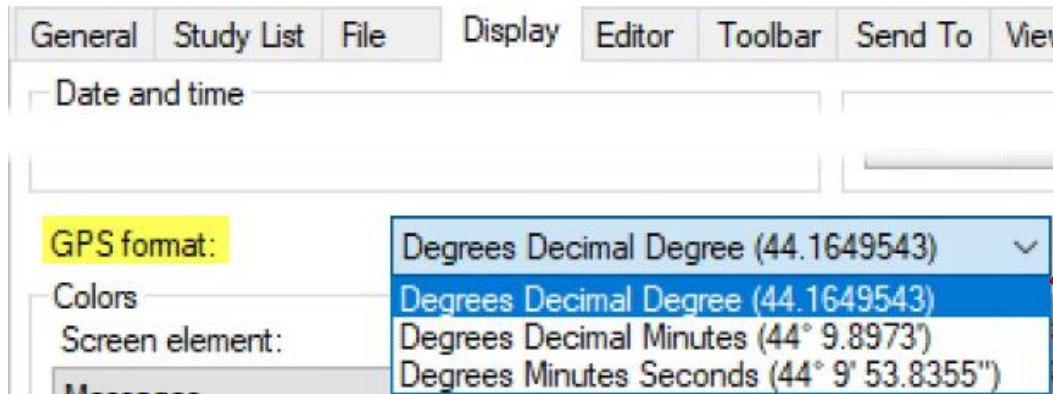 General Study List File Display Editor Toolbar Send To
Date and time
GPS format: Degrees Decimal Degree (44.1649543)
Colors Degrees Decimal Degree (44.1649543)
Screen element: Degrees Decimal Minutes (44° 9.8973')
Degrees Minutes Seconds (44° 9' 53.8355")